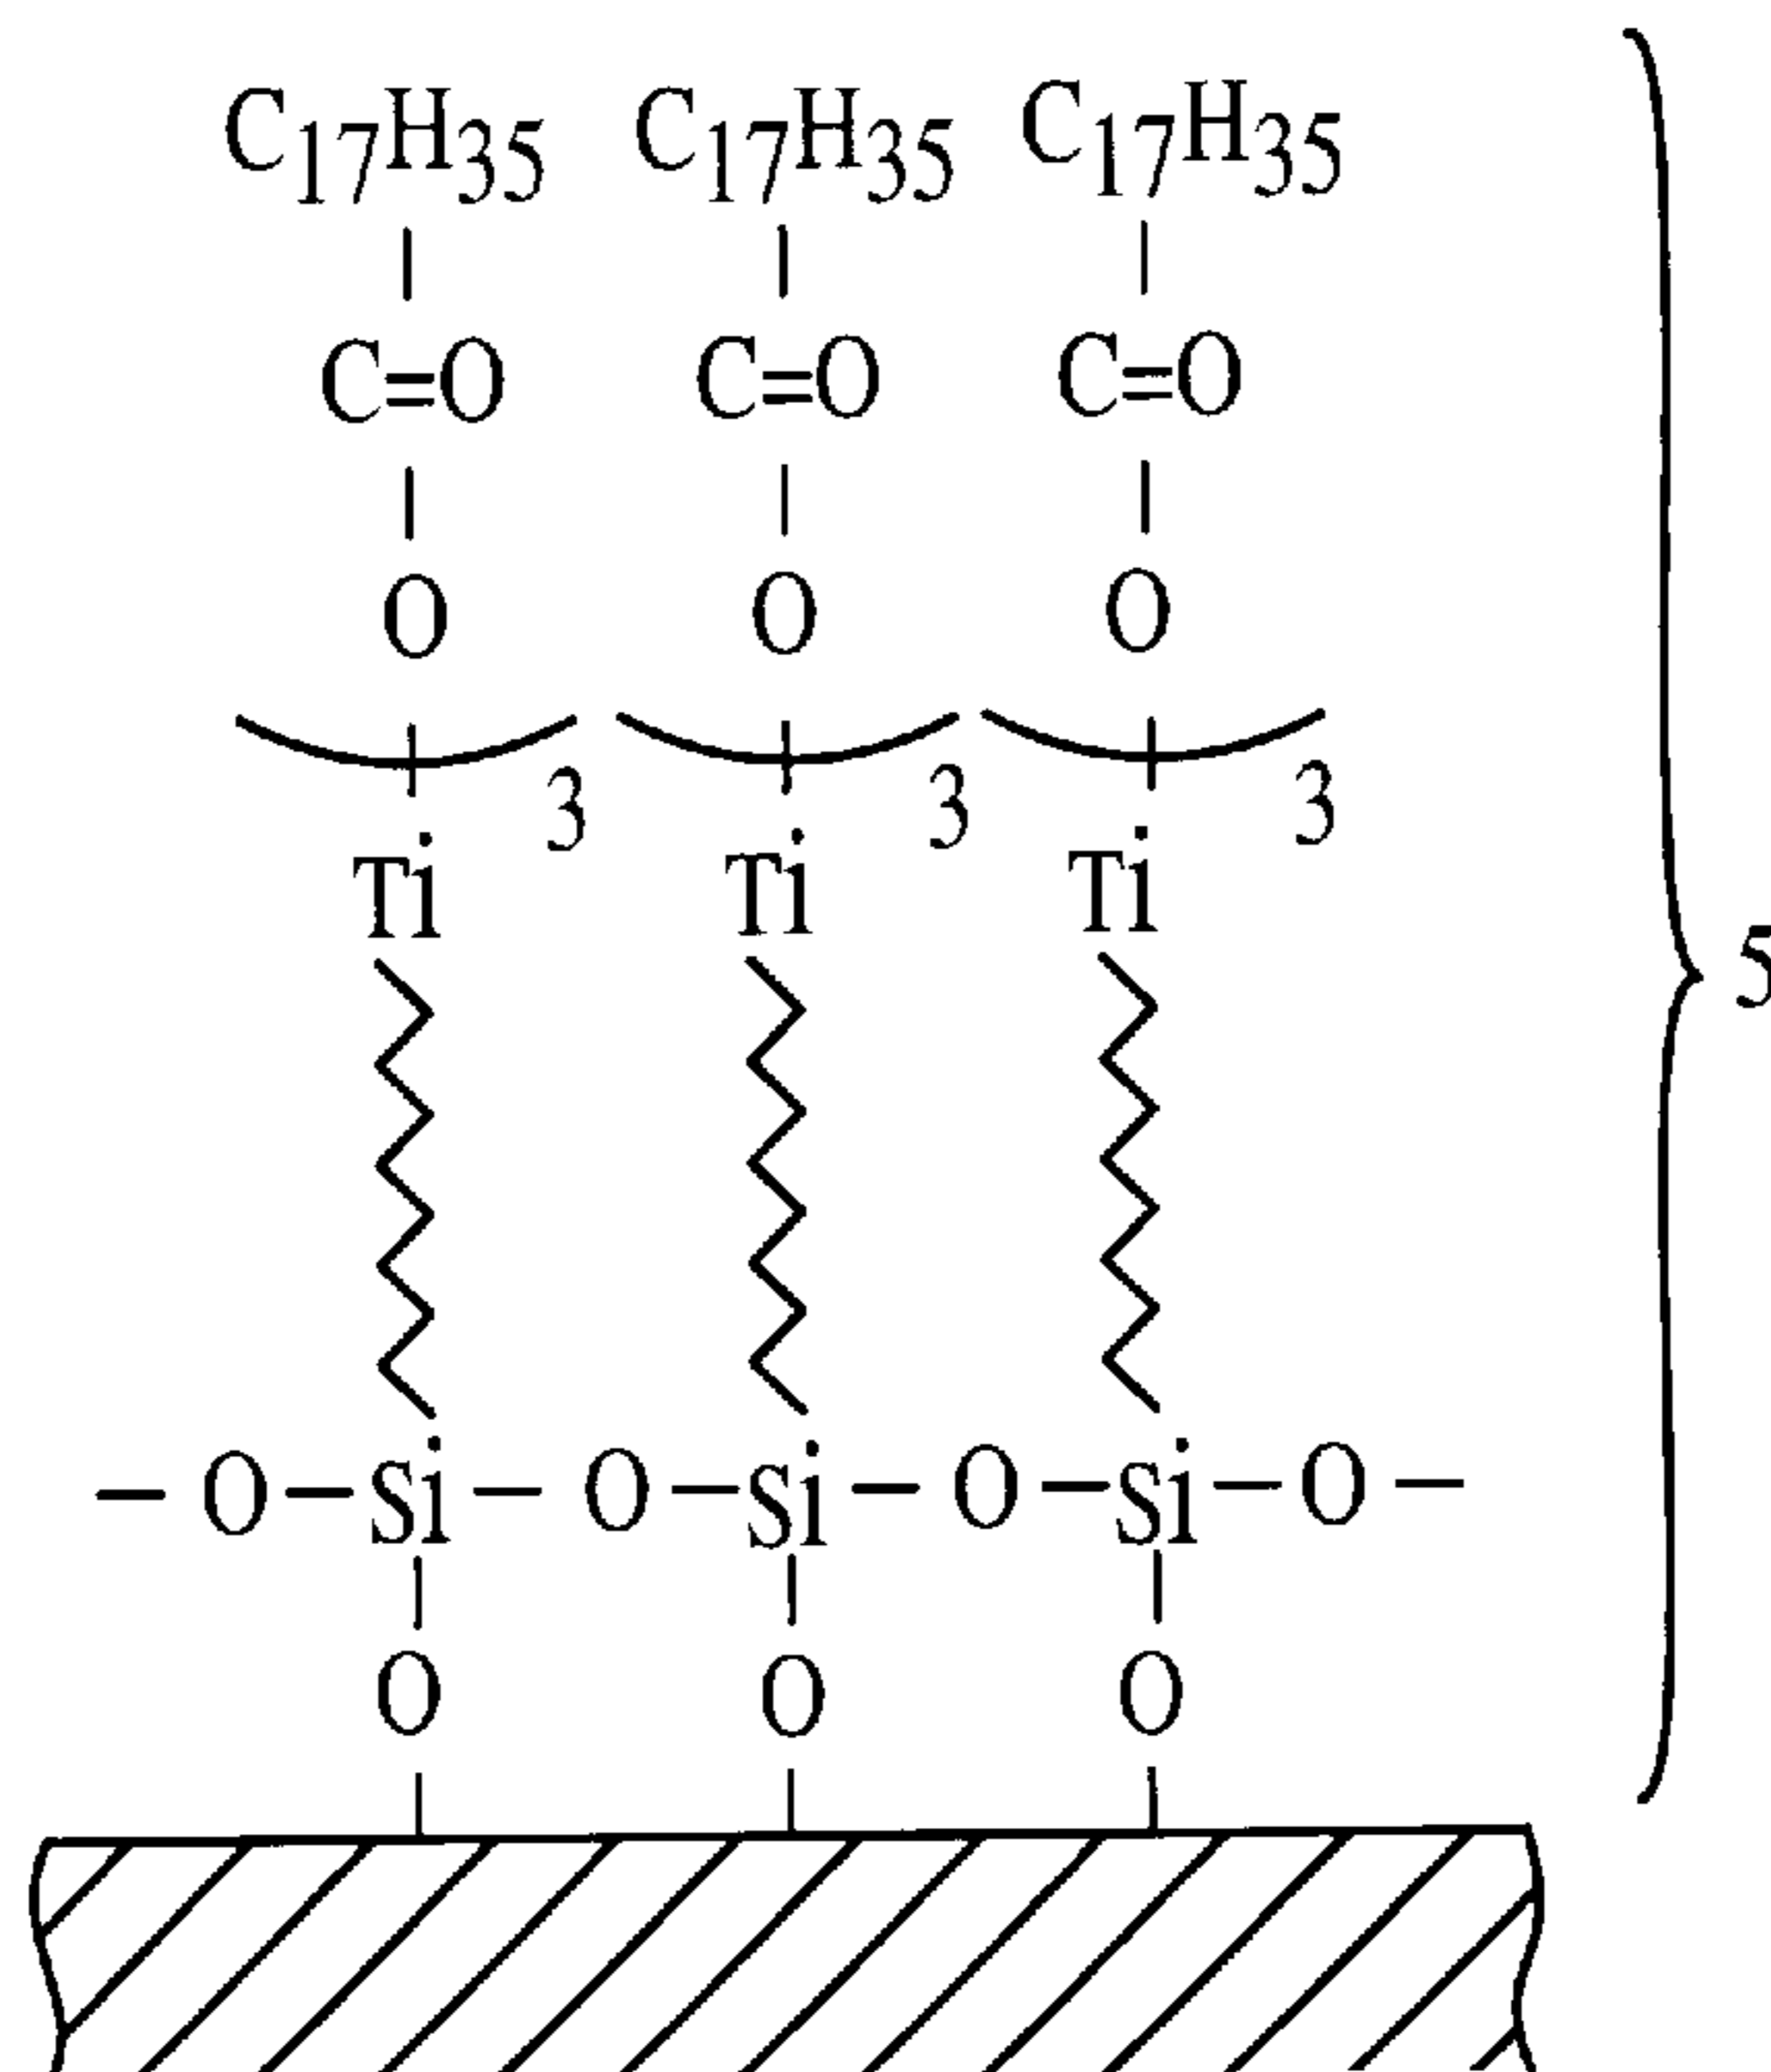 C17H35 C17H35 C17H35
C=O C=O C=O
O O O
3 3 3
Ti Ti Ti
5
— O — Si — O — Si — O — Si — O —
O O O